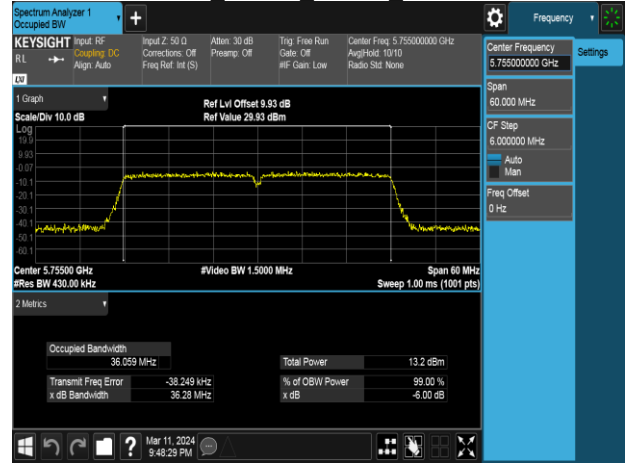 Spectrum Analyzer 1
Occupied BW
Frequency
KEYSIGHT
Input: RF
Input Z: 50 Ω
Atten: 30 dB
Trig: Free Run
Center Freq: 5.755000000 GHz
RL
Coupling: DC
Corrections: Off
Preamp: Off
Gate: Off
Avg|Hold: 10/10
Align: Auto
Freq Ref: Int (S)
#IF Gain: Low
Radio Std: None
LXI
Center Frequency
5.755000000 GHz
Settings
Span
60.000 MHz
CF Step
6.000000 MHz
Auto
Man
Freq Offset
0 Hz
1 Graph
Ref Lvl Offset 9.93 dB
Scale/Div 10.0 dB
Ref Value 29.93 dBm
Log
19.9
9.93
-0.07
-10.1
-20.1
-30.1
-40.1
-50.1
-60.1
Center 5.75500 GHz
#Video BW 1.5000 MHz
Span 60 MHz
#Res BW 430.00 kHz
Sweep 1.00 ms (1001 pts)
2 Metrics
Occupied Bandwidth
36.059 MHz
Total Power
13.2 dBm
Transmit Freq Error
-38.249 kHz
% of OBW Power
99.00 %
x dB Bandwidth
36.28 MHz
x dB
-6.00 dB
?
Mar 11, 2024
9:48:29 PM